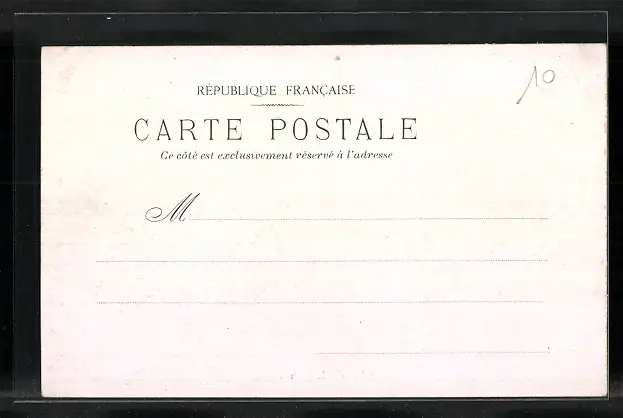 10
RÉPUBLIQUE FRANÇAISE
CARTE POSTALE
Ce côté est exclusivement réservé à l'adresse
M